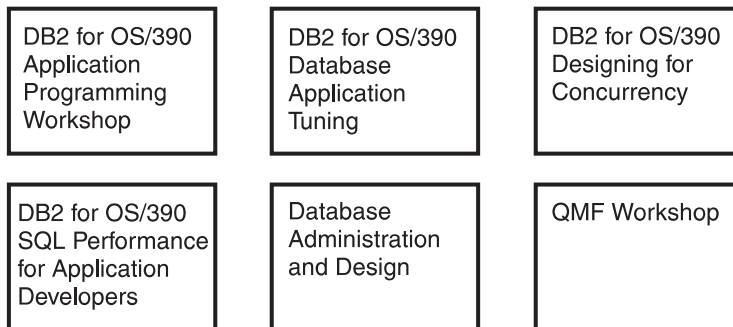 DB2 for OS/390
Application
Programming
Workshop
DB2 for OS/390
Database
Application
Tuning
DB2 for OS/390
Designing for
Concurrency
DB2 for OS/390
SQL Performance
for Application
Developers
Database
Administration
and Design
QMF Workshop